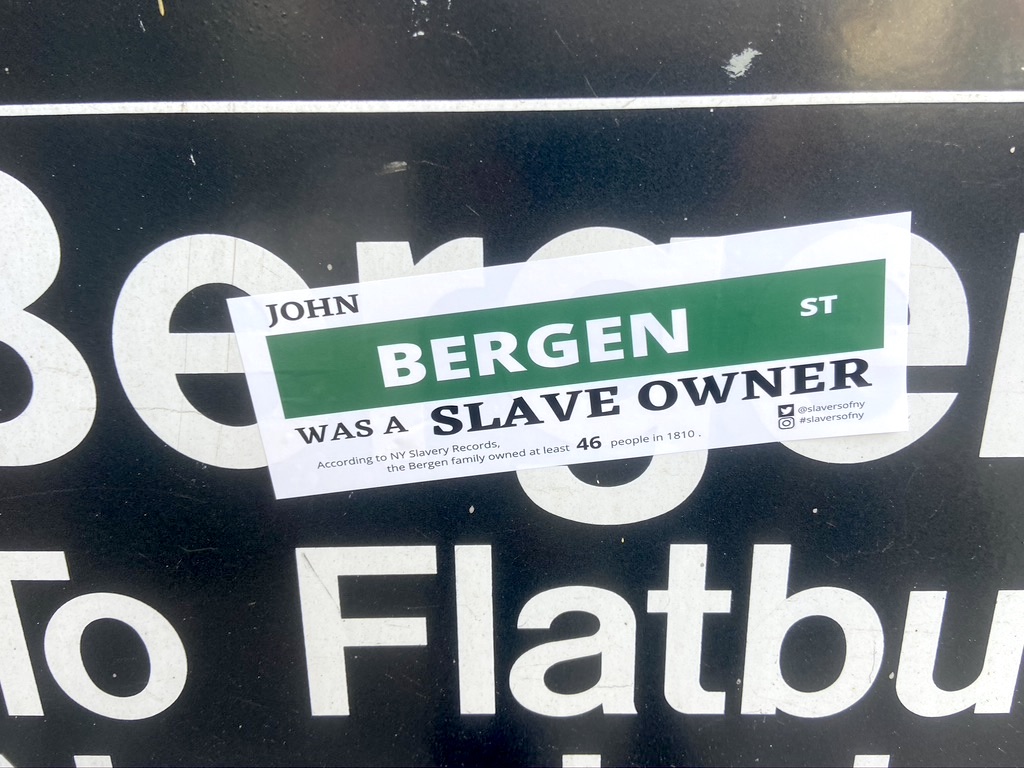 Berge
JOHN
BERGEN ST
WAS A SLAVE OWNER
According to NY Slavery Records,
the Bergen family owned at least 46 people in 1810 .
@slaversofny
#slaversofny
To Flatbu